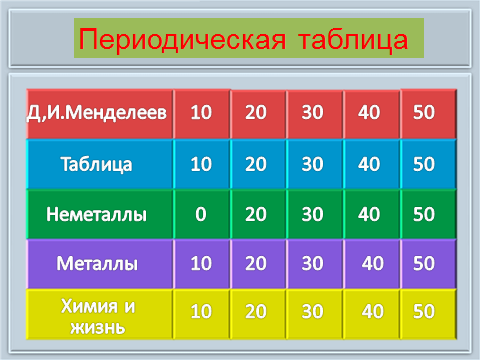 Периодическая таблица
Д,И.Менделеев 10 20 30 40 50
Таблица 10 20 30 40 50
Неметаллы 0 20 30 40 50
Металлы 10 20 30 40 50
Химия и
жизнь 10 20 30 40 50